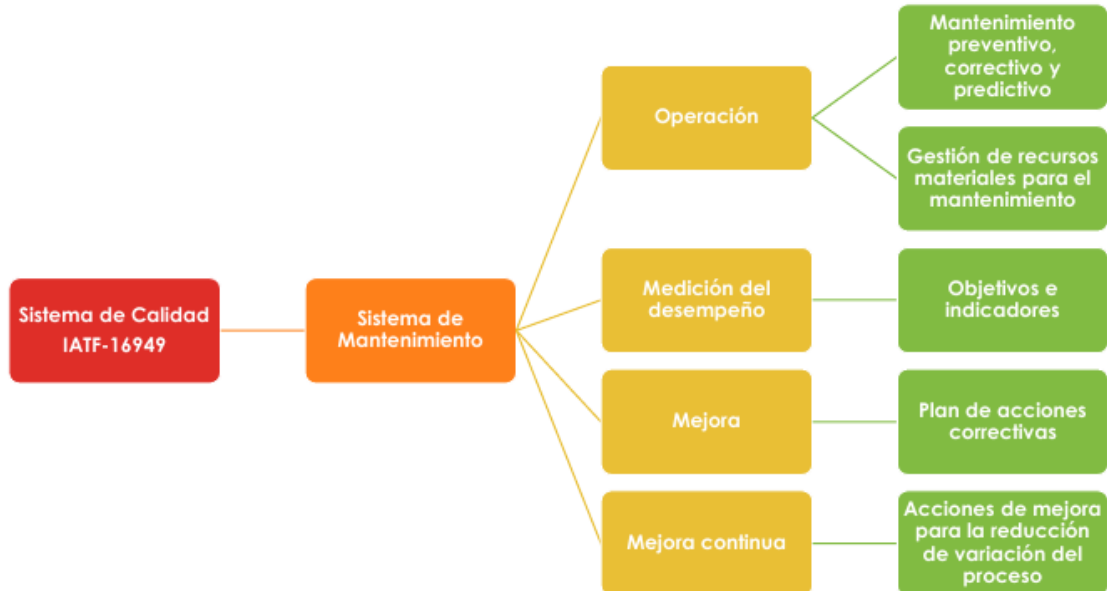 Sistema de Calidad
IATF-16949
Sistema de
Mantenimiento
Operación
Mantenimiento
preventivo,
correctivo y
predictivo
Gestión de recursos
materiales para el
mantenimiento
Medición del
desempeño
Objetivos e
indicadores
Mejora
Plan de acciones
correctivas
Mejora continua
Acciones de mejora
para la reducción
de variación del
proceso